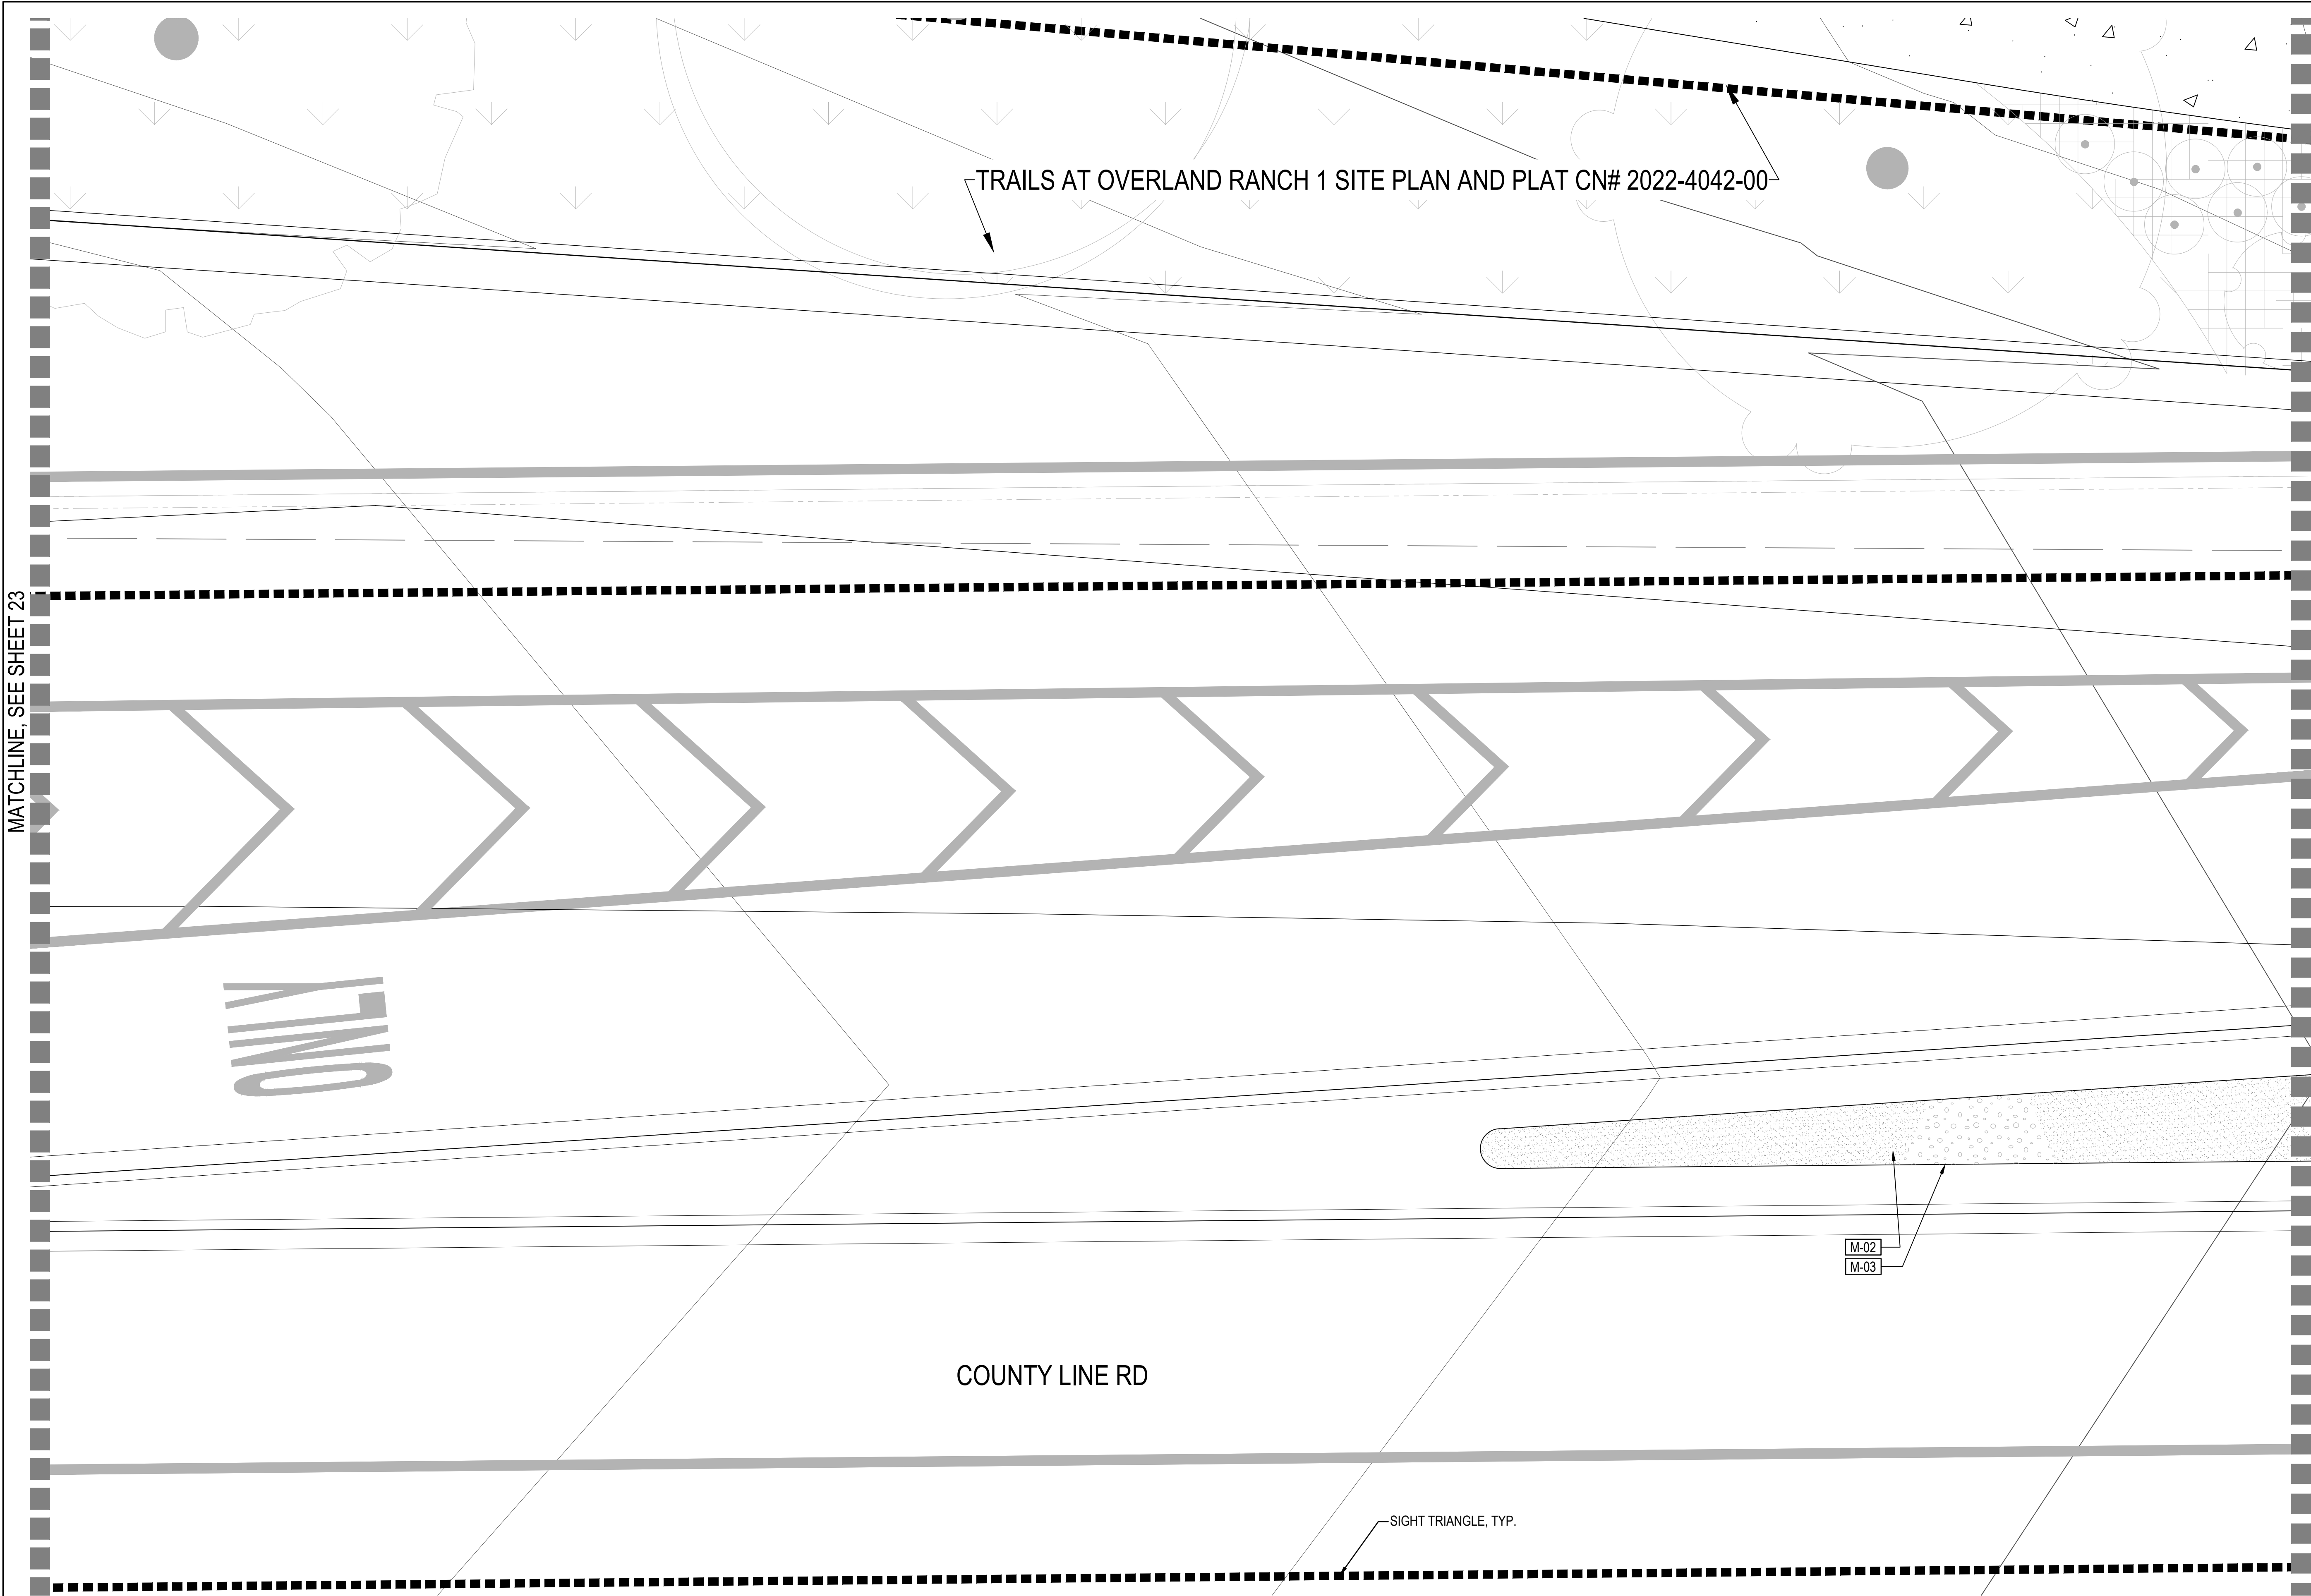 TRAILS AT OVERLAND RANCH 1 SITE PLAN AND PLAT CN# 2022-4042-00
MATCHLINE, SEE SHEET 23
ONLY
M-02
M-03
COUNTY LINE RD
SIGHT TRIANGLE, TYP.